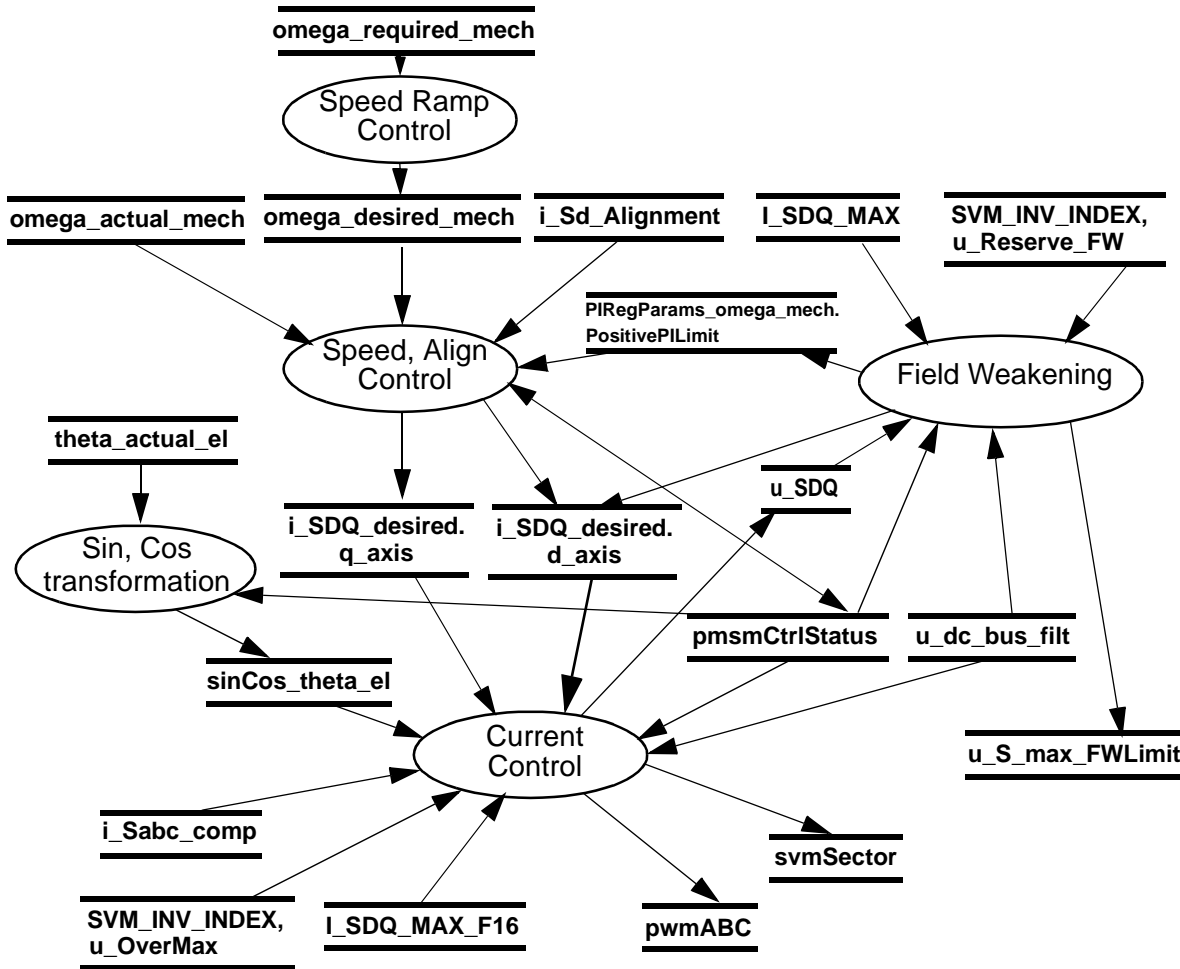 omega_required_mech
Speed Ramp
Control
omega_actual_mech
omega_desired_mech
i_Sd_Alignment
I_SDQ_MAX
SVM_INV_INDEX,
u_Reserve_FW
PIRegParams_omega_mech.
PositivePILimit
Speed, Align
Control
Field Weakening
theta_actual_el
u_SDQ
i_SDQ_desired.
q_axis
i_SDQ_desired.
d_axis
Sin, Cos
transformation
pmsmCtrlStatus
u_dc_bus_filt
sinCos_theta_el
Current
Control
u_S_max_FWLimit
i_Sabc_comp
svmSector
SVM_INV_INDEX,
u_OverMax
I_SDQ_MAX_F16
pwmABC